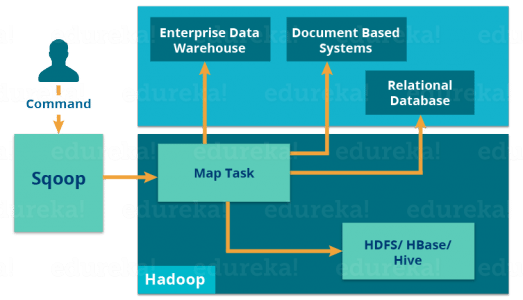 Enterprise Data
Warehouse
Document Based
Systems
Relational
Database
Command
Sqoop
Map Task
HDFS/ HBase/
Hive
Hadoop
edureka!